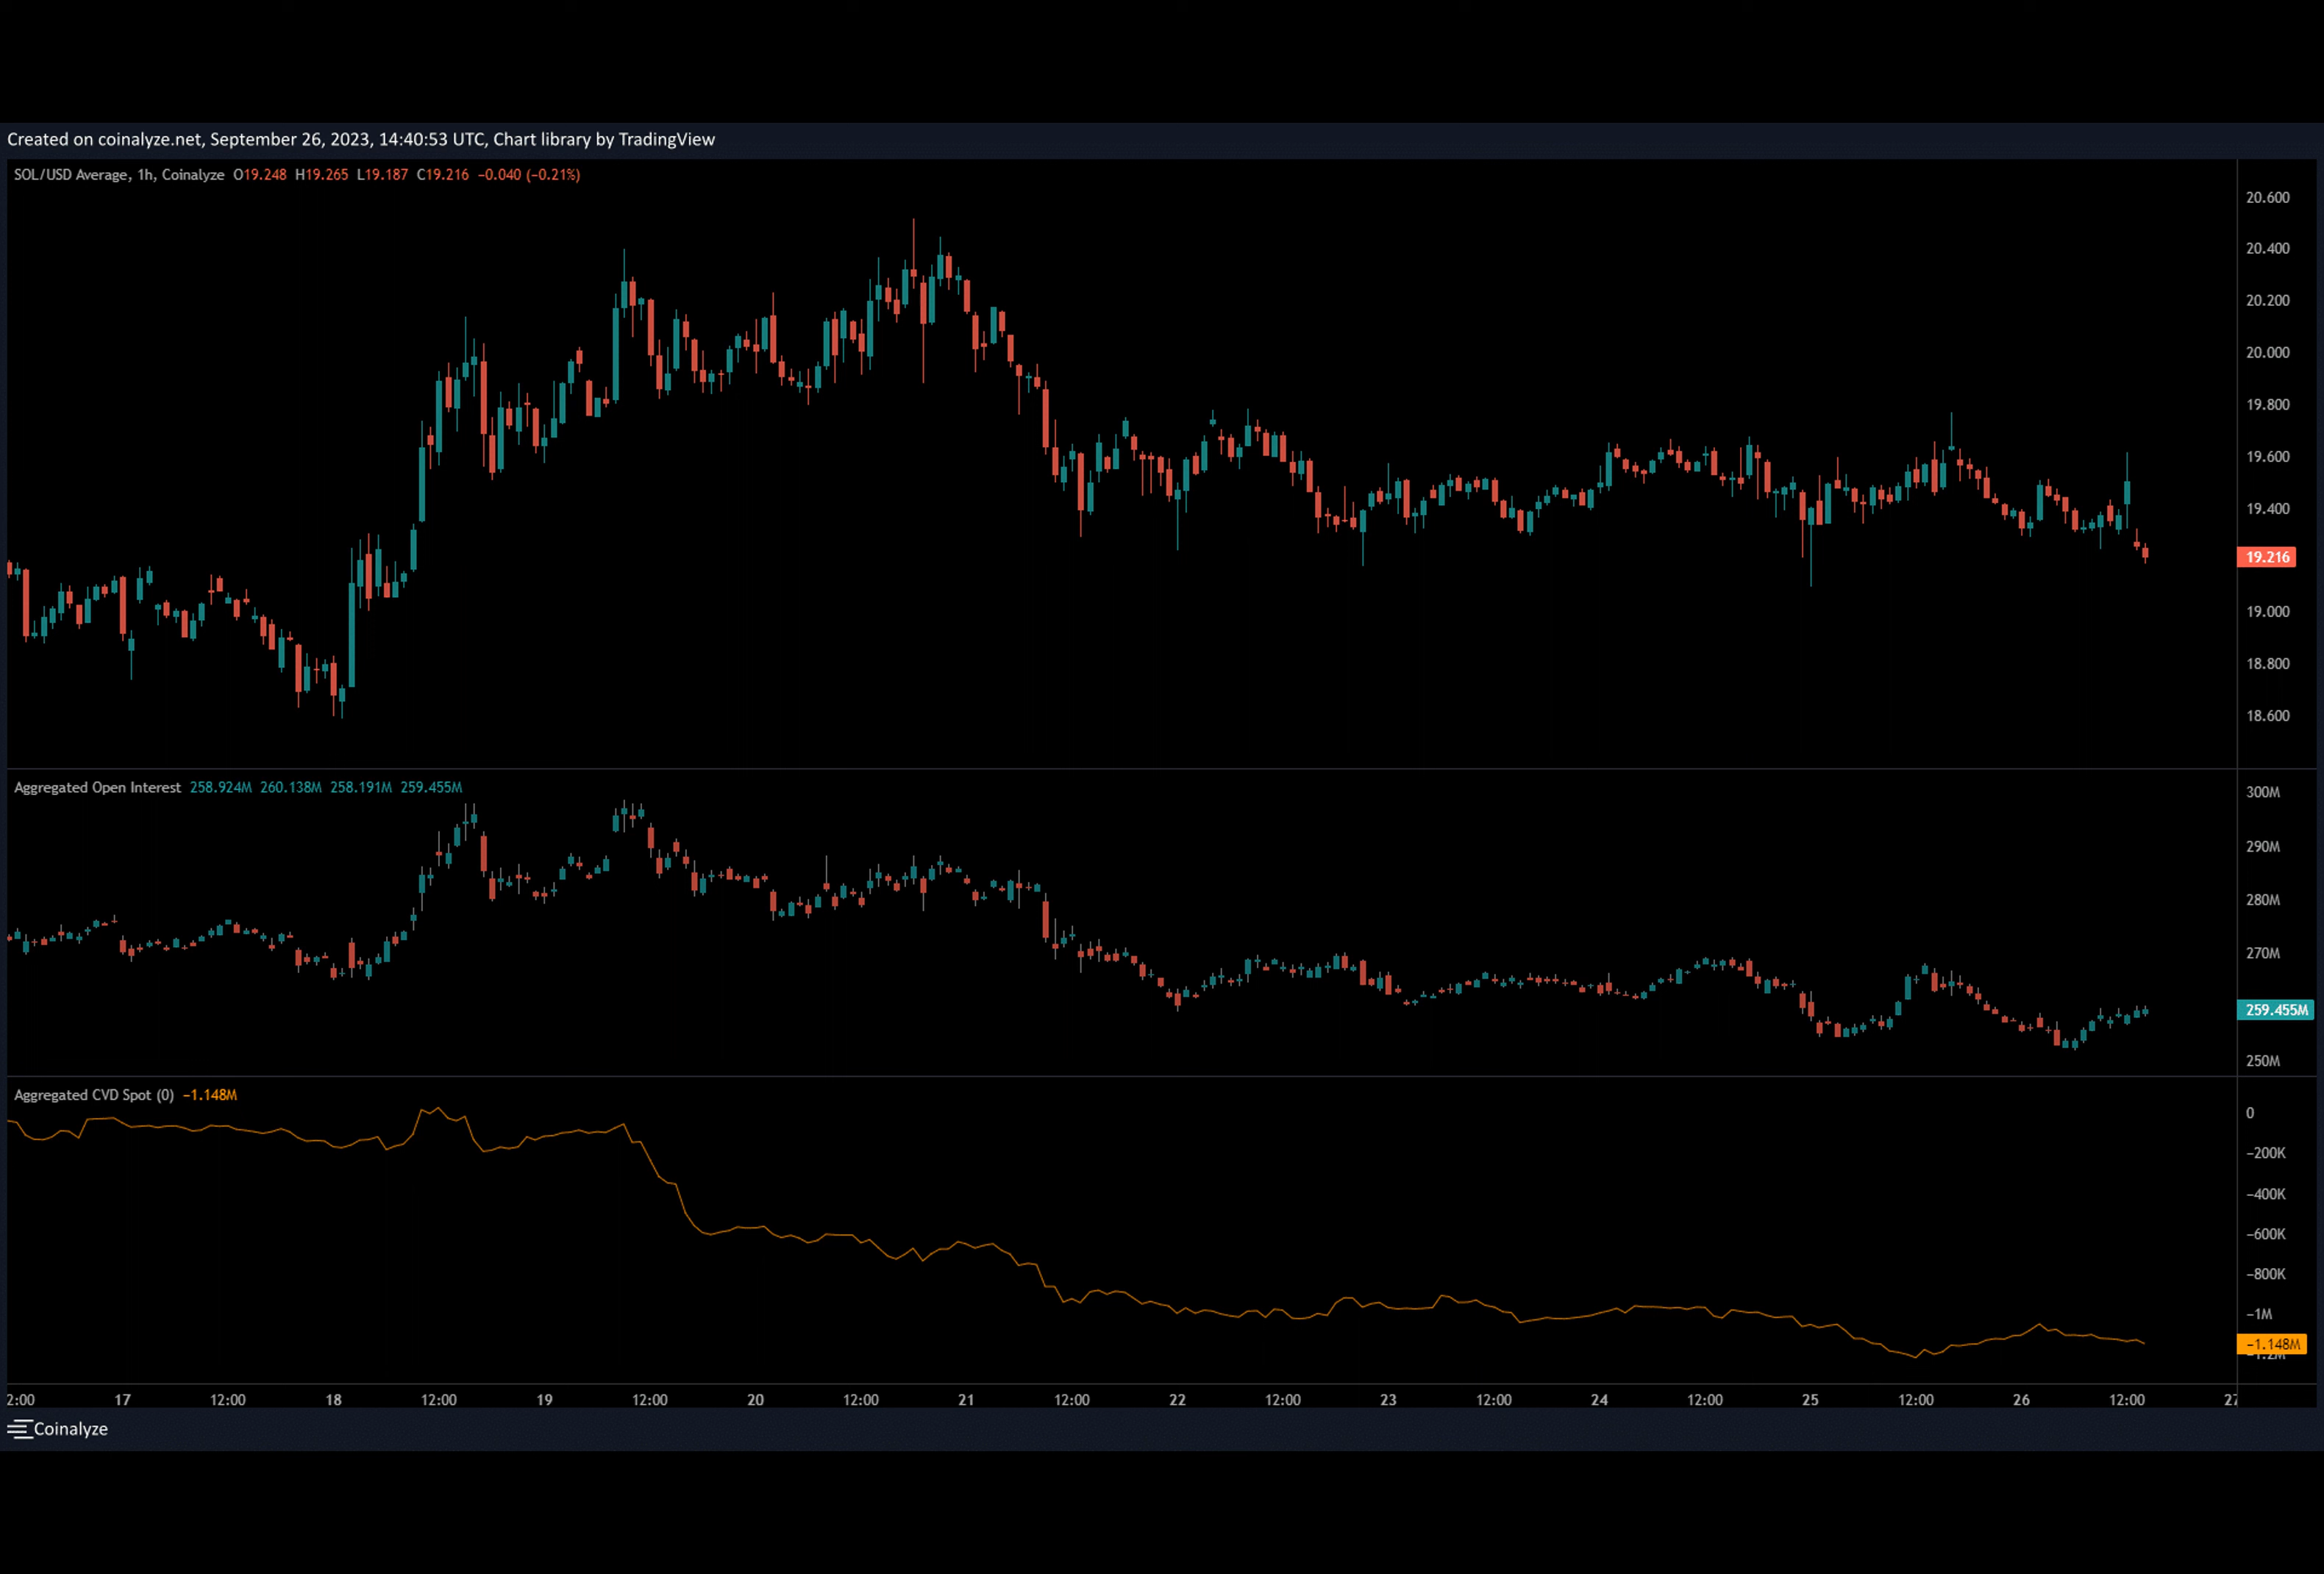 Created on coinalyze.net, September 26, 2023, 14:40:53 UTC, Chart library by TradingView
SOL/USD Average, 1h, Coinalyze O19.248 H19.265 L19.187 C19.216 −0.040 (−0.21%)
20.600
20.400
20.200
20.000
19.800
19.600
19.400
19.216
19.000
18.800
18.600
Aggregated Open Interest 258.924M 260.138M 258.191M 259.455M
300M
290M
280M
270M
259.455M
250M
Aggregated CVD Spot (0) −1.148M
0
−200K
−400K
−600K
−800K
−1M
−1.148M
2:00 17 12:00 18 12:00 19 12:00 20 12:00 21 12:00 22 12:00 23 12:00 24 12:00 25 12:00 26 12:00 27
Coinalyze